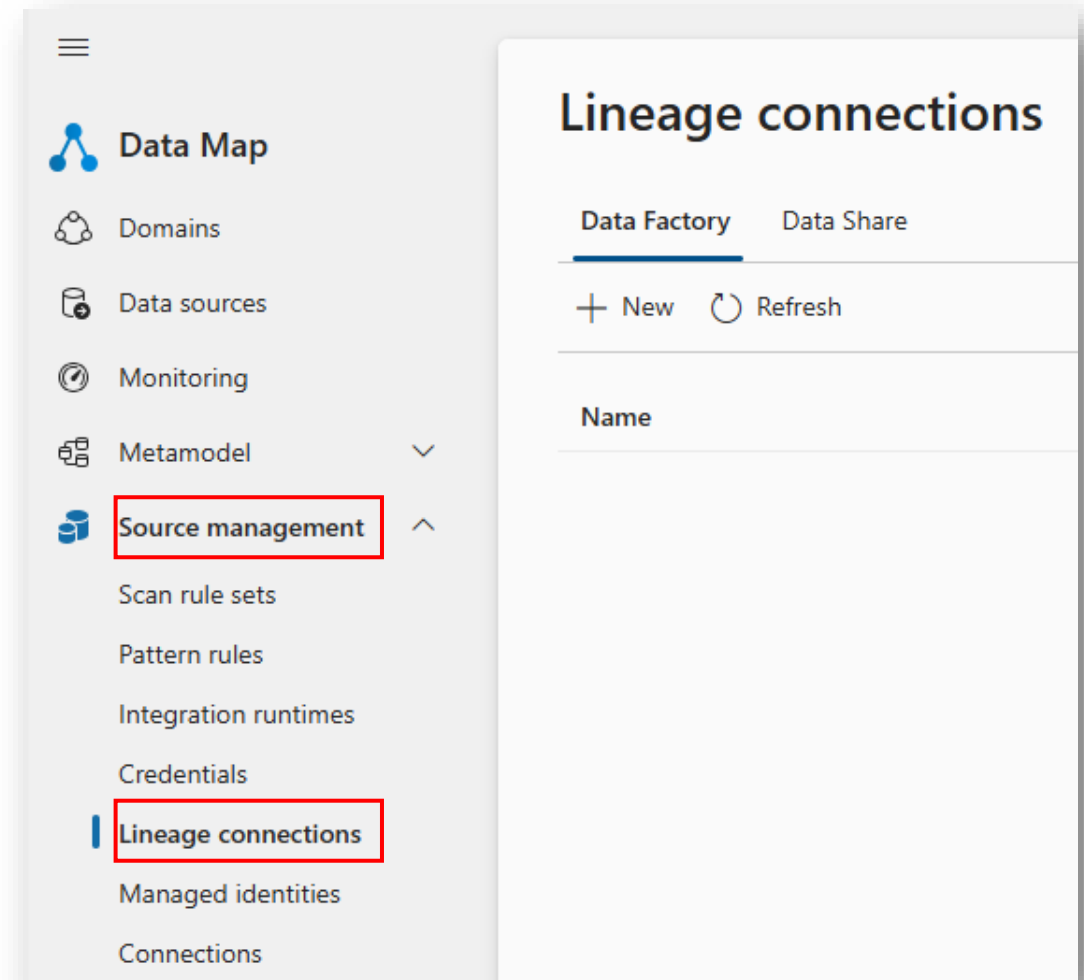 Data Map
Domains
Data sources
Monitoring
Metamodel
Source management
Scan rule sets
Pattern rules
Integration runtimes
Credentials
Lineage connections
Managed identities
Connections
Lineage connections
Data Factory Data Share
New Refresh
Name